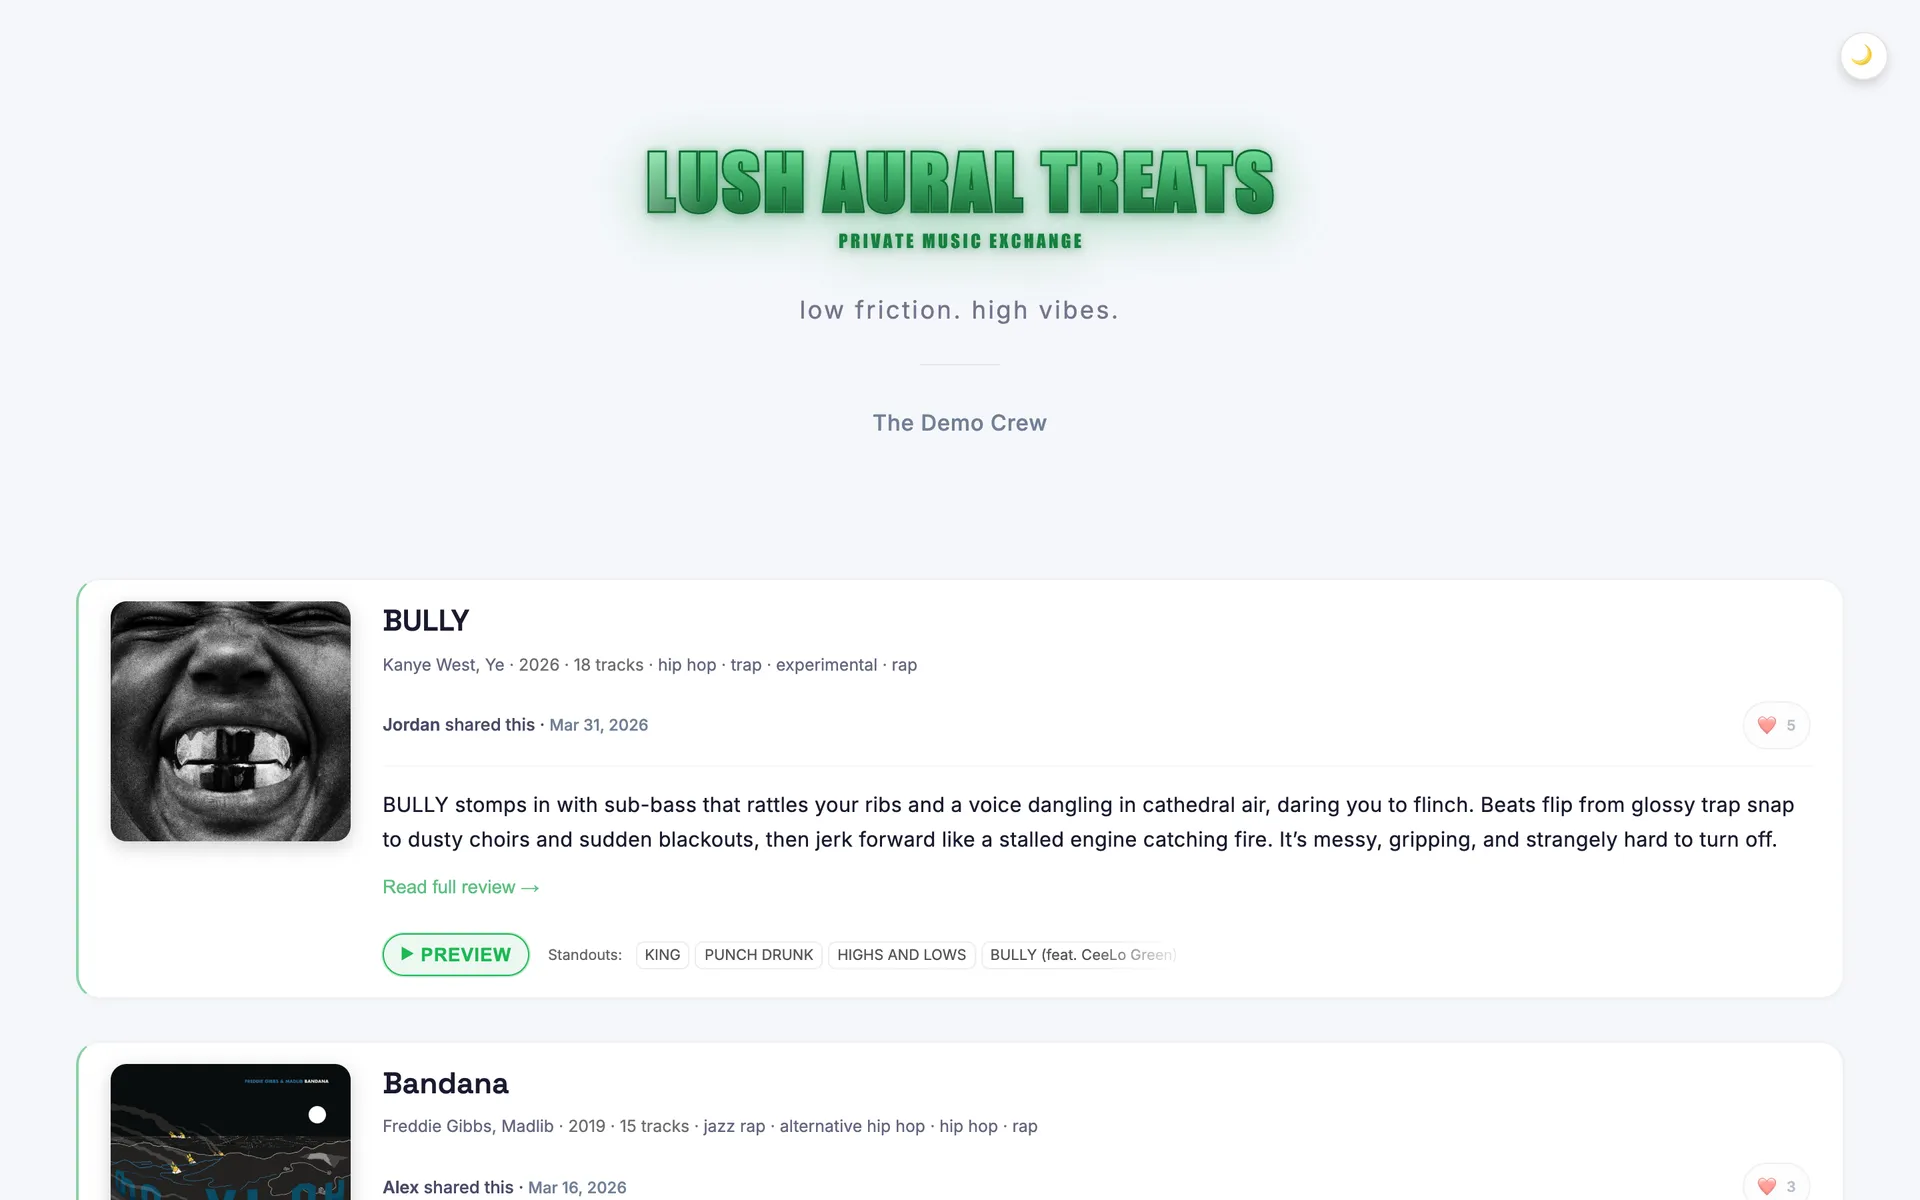 LUSH AURAL TREATS
PRIVATE MUSIC EXCHANGE
low friction. high vibes.
The Demo Crew
BULLY
Kanye West, Ye · 2026 · 18 tracks · hip hop · trap · experimental · rap
Jordan shared this · Mar 31, 2026
5
BULLY stomps in with sub-bass that rattles your ribs and a voice dangling in cathedral air, daring you to flinch. Beats flip from glossy trap snap
to dusty choirs and sudden blackouts, then jerk forward like a stalled engine catching fire. It’s messy, gripping, and strangely hard to turn off.
Read full review →
PREVIEW Standouts: KING PUNCH DRUNK HIGHS AND LOWS BULLY (feat. CeeLo Green)
FREDDIE GIBBS & MADLIB BANDANA
Bandana
Freddie Gibbs, Madlib · 2019 · 15 tracks · jazz rap · alternative hip hop · hip hop · rap
Alex shared this · Mar 16, 2026
3